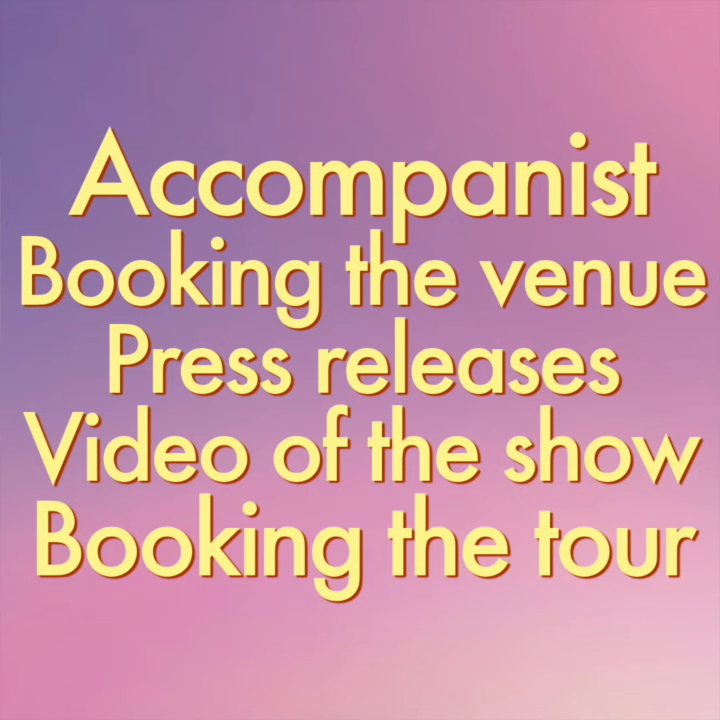 Accompanist
Booking the venue
Press releases
Video of the show
Booking the tour